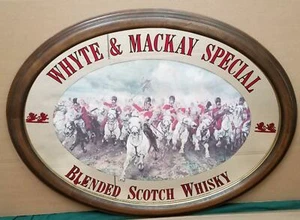 WHYTE & MACKAY SPECIAL
BLENDED SCOTCH WHISKY